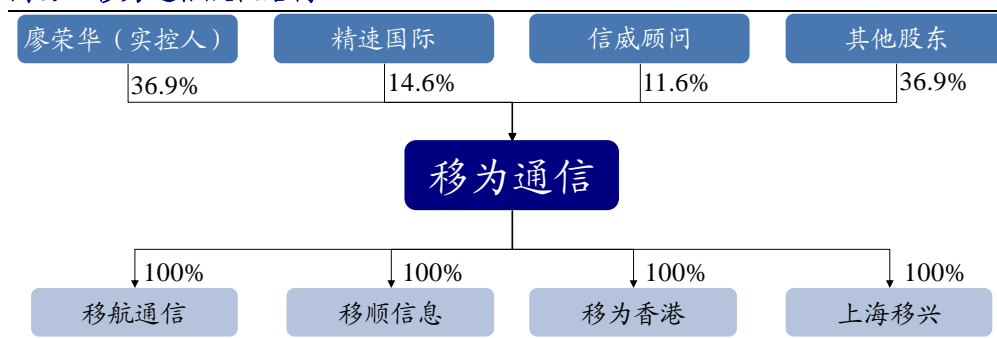 廖荣华（实控人）
精速国际
信威顾问
其他股东
36.9%
14.6%
11.6%
36.9%
移为通信
100%
100%
100%
100%
移航通信
移顺信息
移为香港
上海移兴